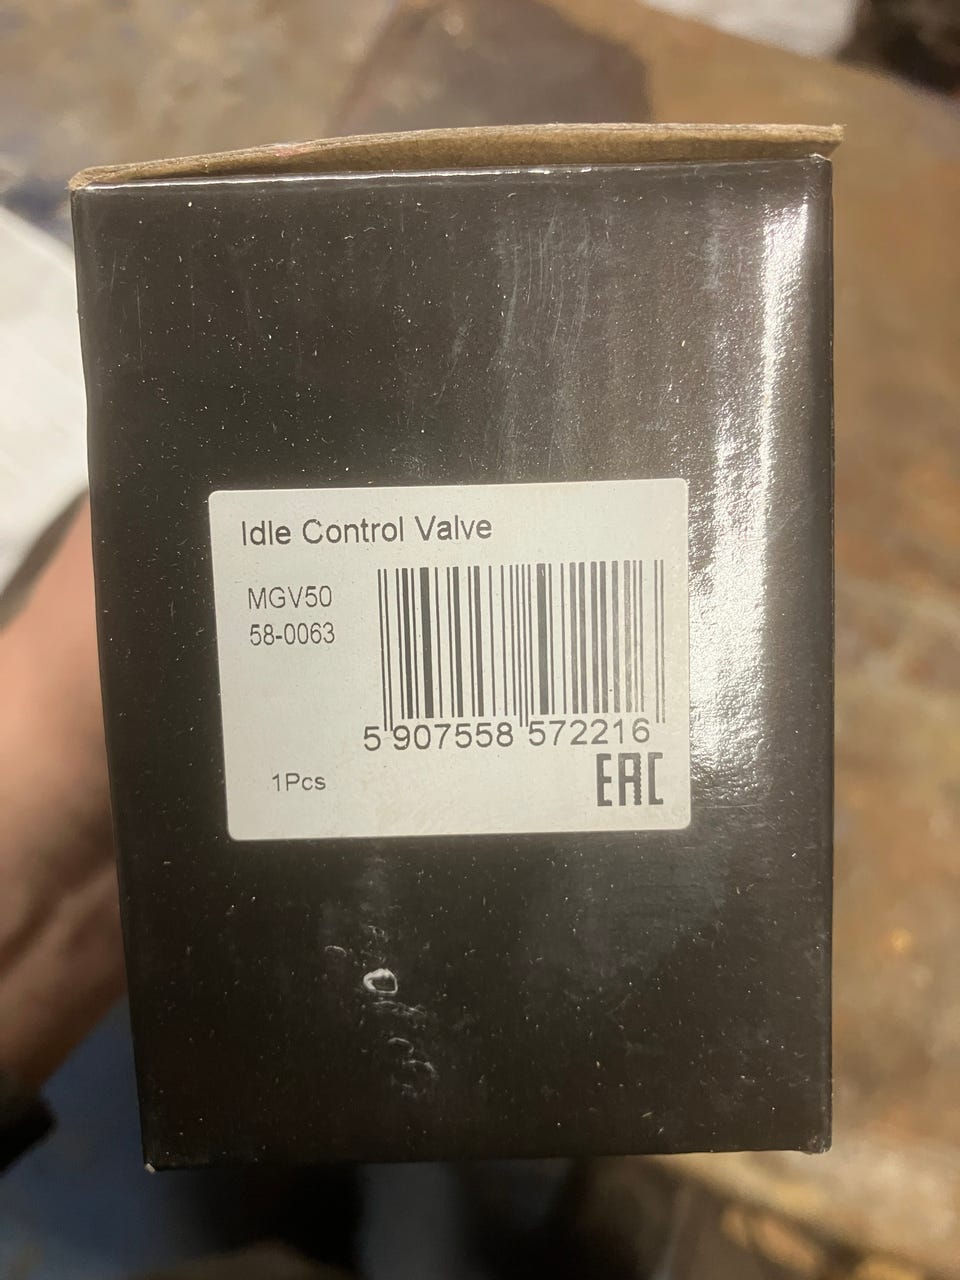 Idle Control Valve
MGV50
58-0063
5 907558 572216
1Pcs
EAC